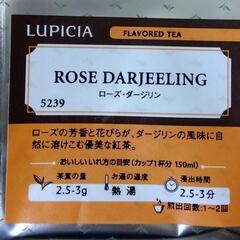 LUPICIA
FLAVORED TEA
ROSE DARJEELING
5239
ローズ・ダージリン
ローズの芳香と花びらが、ダージリンの風味に自
然に溶けこむ優美な紅茶。
おいしいいれ方の目安(カップ1杯分 150ml)
茶葉の量 お湯の温度 浸出時間
2.5-3g 熱湯 2.5-3分
煎出回数:1〜2回